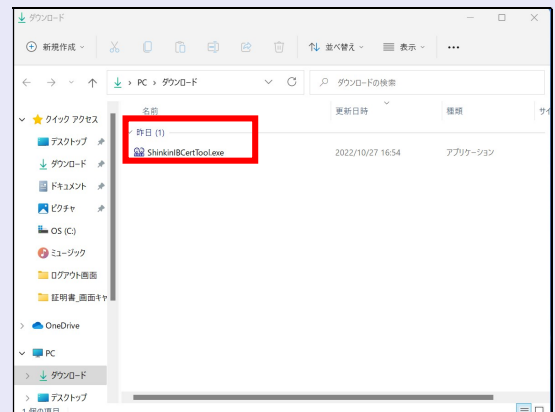 ダウンロード
新規作成
並べ替え
表示
PC › ダウンロード
ダウンロードの検索
名前
更新日時
種類
サイ
クイック アクセス
昨日 (1)
デスクトップ
ShinkinIBCertTool.exe
2022/10/27 16:54
アプリケーション
ダウンロード
ドキュメント
ピクチャ
OS (C:)
ミュージック
ログアウト画面
証明書_画面キャ
OneDrive
PC
ダウンロード
デスクトップ
1 個の項目